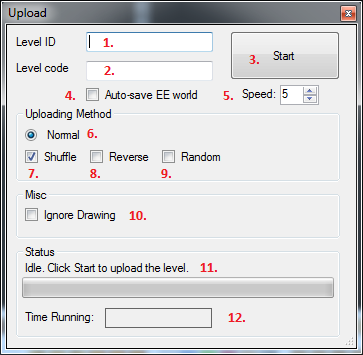 Upload
Level ID 1.
3. Start
Level code 2.
4. Auto-save EE world 5. Speed: 5
Uploading Method
Normal 6.
Shuffle Reverse Random
7. 8. 9.
Misc
Ignore Drawing 10.
Status
Idle. Click Start to upload the level. 11.
Time Running: 12.